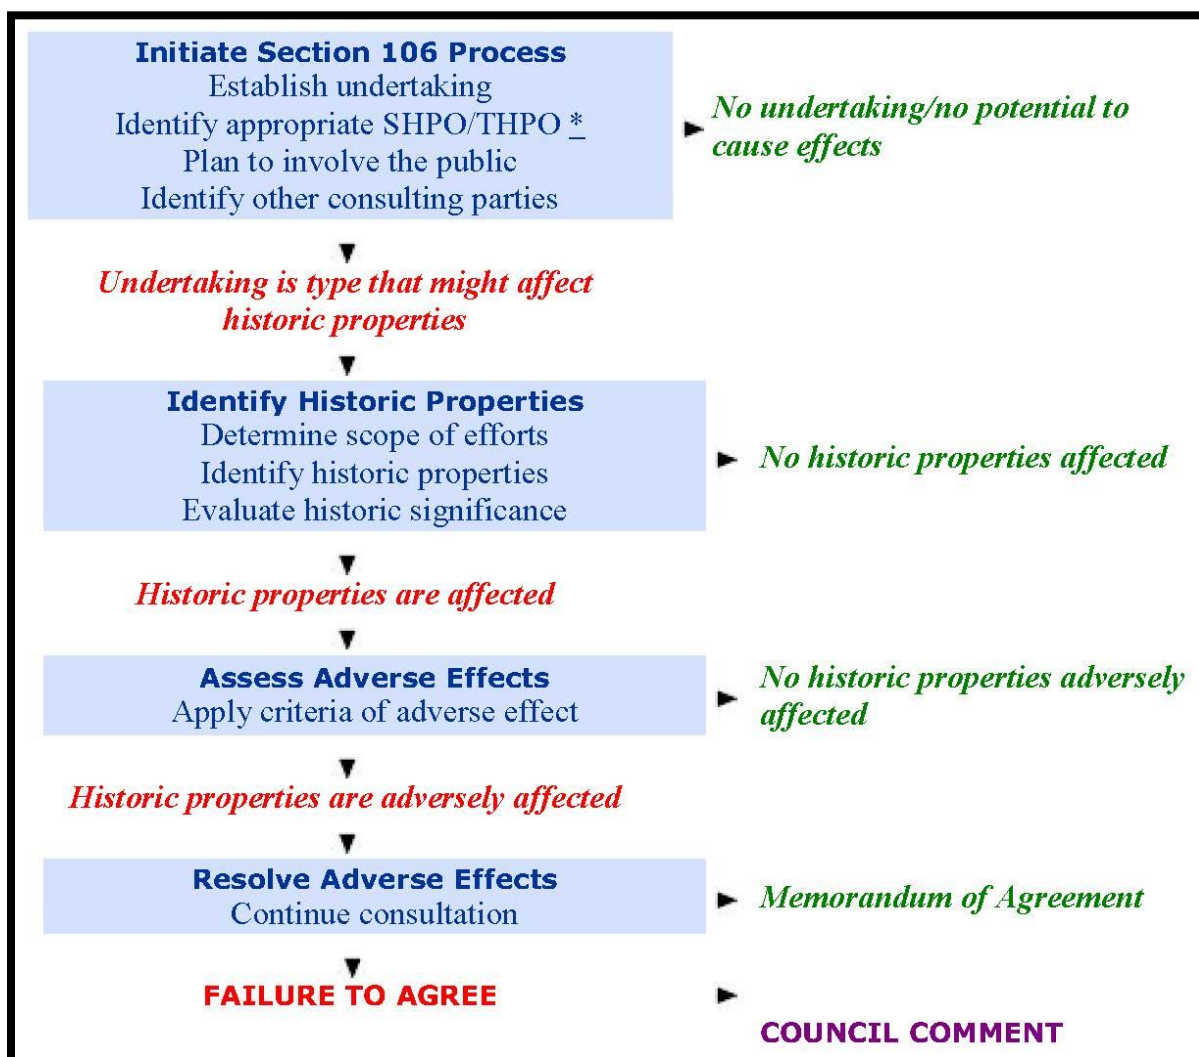 Initiate Section 106 Process
Establish undertaking
Identify appropriate SHPO/THPO *
Plan to involve the public
Identify other consulting parties
No undertaking/no potential to
cause effects
Undertaking is type that might affect
historic properties
Identify Historic Properties
Determine scope of efforts
Identify historic properties
Evaluate historic significance
No historic properties affected
Historic properties are affected
Assess Adverse Effects
Apply criteria of adverse effect
No historic properties adversely
affected
Historic properties are adversely affected
Resolve Adverse Effects
Continue consultation
Memorandum of Agreement
FAILURE TO AGREE
COUNCIL COMMENT